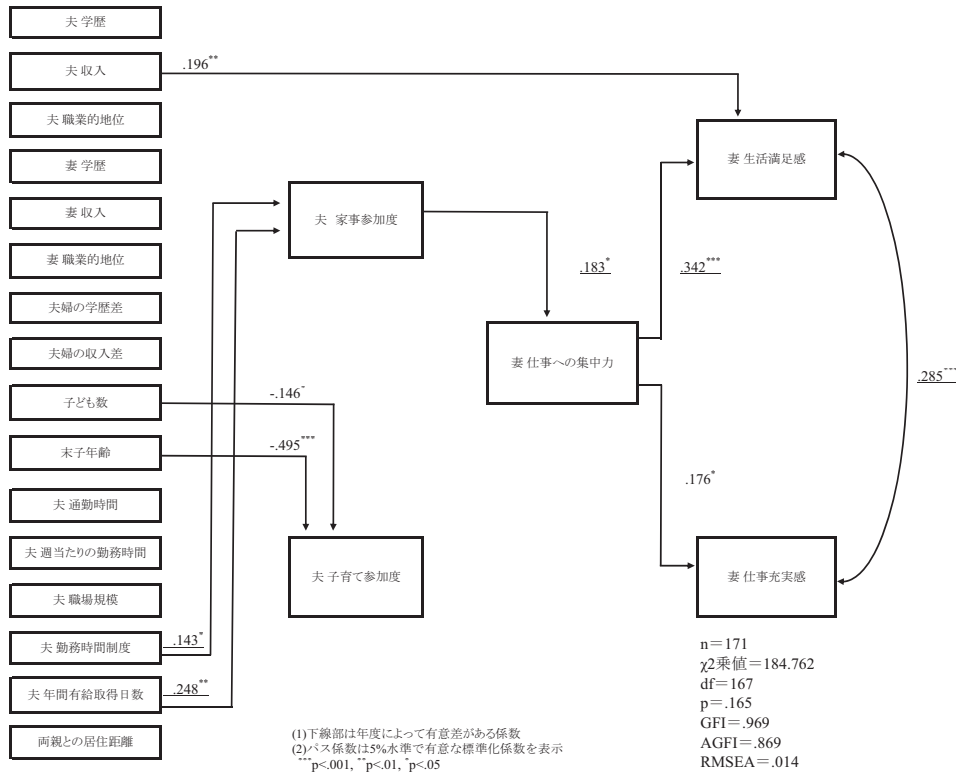 夫 学歴
夫 収入
.196**
夫 職業的地位
妻 学歴
妻 収入
妻 職業的地位
夫婦の学歴差
夫婦の収入差
子ども数
-.146*
末子年齢
-.495***
夫 通勤時間
夫 週当たりの勤務時間
夫 職場規模
夫 勤務時間制度
.143*
夫 年間有給取得日数
.248**
両親との居住距離
夫 家事参加度
夫 子育て参加度
.183*
妻 仕事への集中力
.342***
.176*
妻 生活満足感
妻 仕事充実感
.285***
n=171
χ2乗値=184.762
df=167
p=.165
GFI=.969
AGFI=.869
RMSEA=.014
(1)下線部は年度によって有意差がある係数
(2)パス係数は5%水準で有意な標準化係数を表示
***p<.001, **p<.01, *p<.05